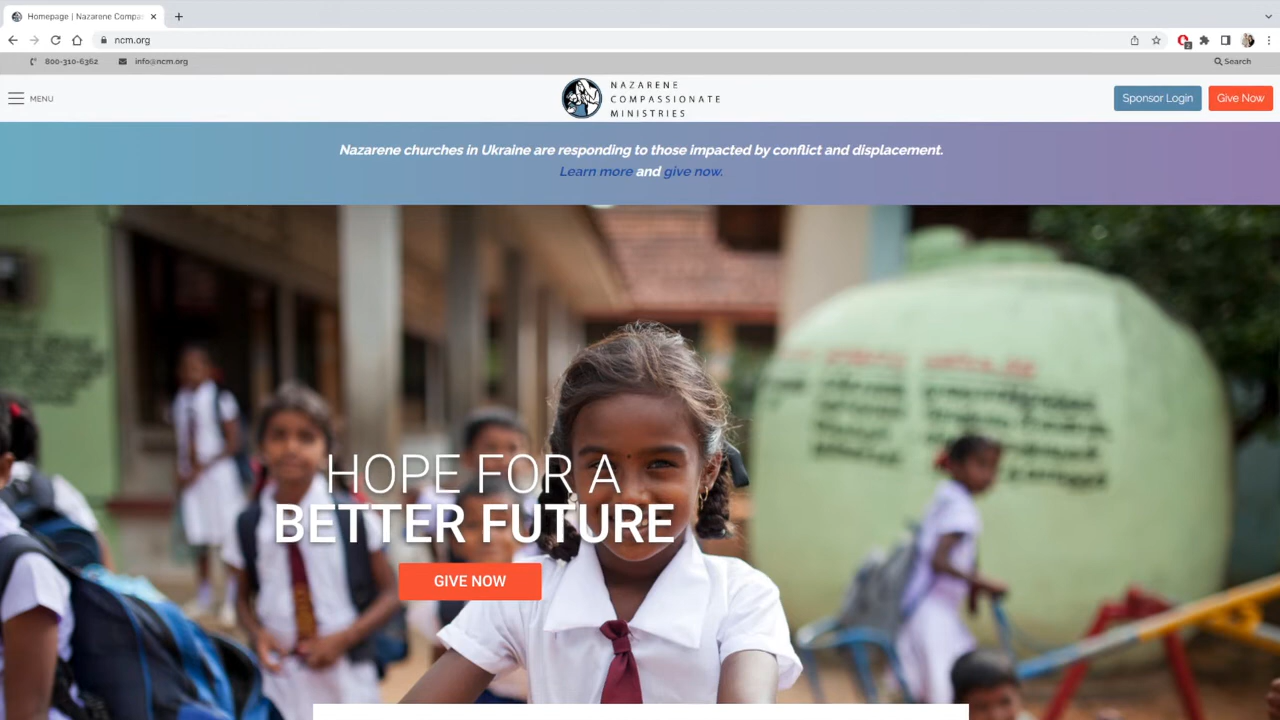 Homepage | Nazarene Compa
ncm.org
2
800-310-6362
info@ncm.org
Search
MENU
NAZARENE
COMPASSIONATE
MINISTRIES
Sponsor Login
Give Now
Nazarene churches in Ukraine are responding to those impacted by conflict and displacement.
Learn more and give now.
HOPE FOR A
BETTER FUTURE
GIVE NOW